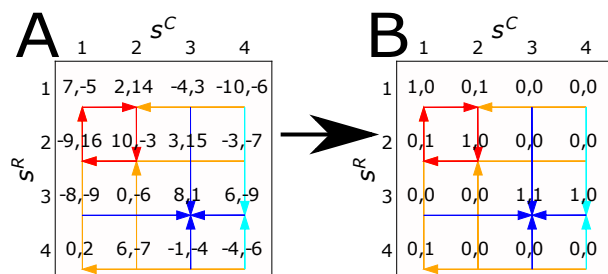 A s^C B s^C
1 2 3 4 1 2 3 4
1 7,-5 2,14 -4,3 -10,-6 1 1,0 0,1 0,0 0,0
2 -9,16 10,-3 3,15 -3,-7 2 0,1 1,0 0,0 0,0
s^R s^R
3 -8,-9 0,-6 8,1 6,-9 3 0,0 0,0 1,1 1,0
4 0,2 6,-7 -1,-4 -4,-6 4 0,1 0,0 0,0 0,0